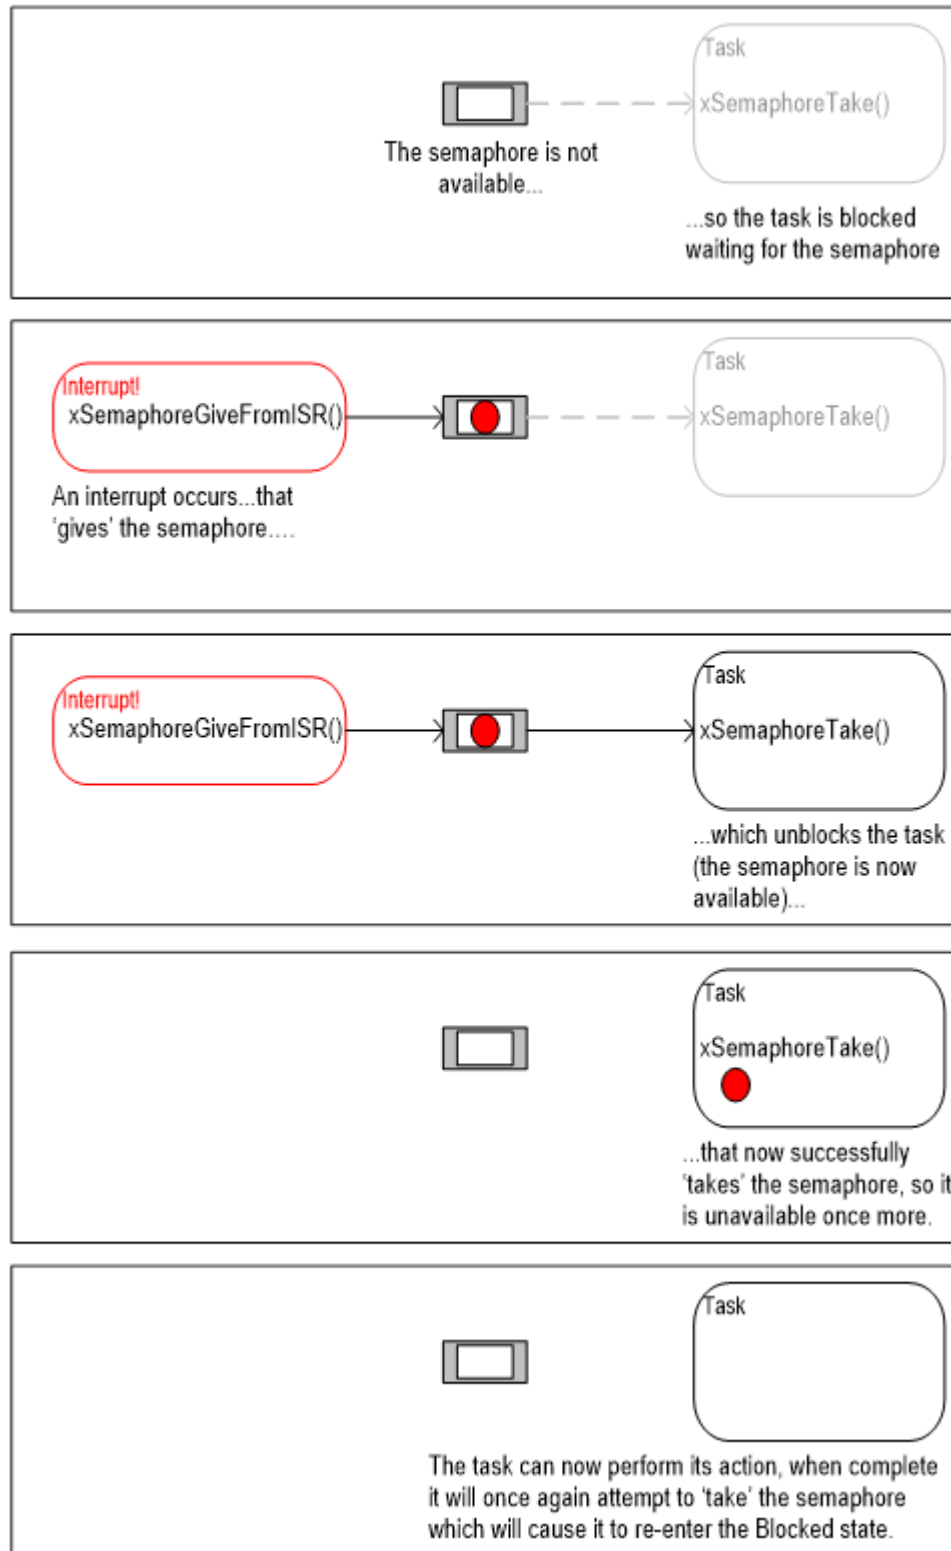 Task
xSemaphoreTake()
The semaphore is not
available...
...so the task is blocked
waiting for the semaphore
Task
Interrupt!
xSemaphoreGiveFromISR()
xSemaphoreTake()
An interrupt occurs...that
‘gives’ the semaphore....
Task
Interrupt!
xSemaphoreGiveFromISR()
xSemaphoreTake()
...which unblocks the task
(the semaphore is now
available)...
Task
xSemaphoreTake()
...that now successfully
‘takes’ the semaphore, so it
is unavailable once more.
Task
The task can now perform its action, when complete
it will once again attempt to ‘take’ the semaphore
which will cause it to re-enter the Blocked state.